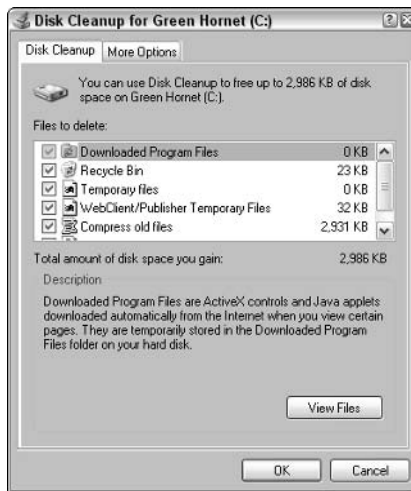 Disk Cleanup for Green Hornet (C:)
Disk Cleanup More Options
You can use Disk Cleanup to free up to 2,986 KB of disk
space on Green Hornet (C:).
Files to delete:
Downloaded Program Files 0 KB
Recycle Bin 23 KB
Temporary files 0 KB
WebClient/Publisher Temporary Files 32 KB
Compress old files 2,931 KB
Total amount of disk space you gain: 2,986 KB
Description
Downloaded Program Files are ActiveX controls and Java applets
downloaded automatically from the Internet when you view certain
pages. They are temporarily stored in the Downloaded Program
Files folder on your hard disk.
View Files
OK Cancel